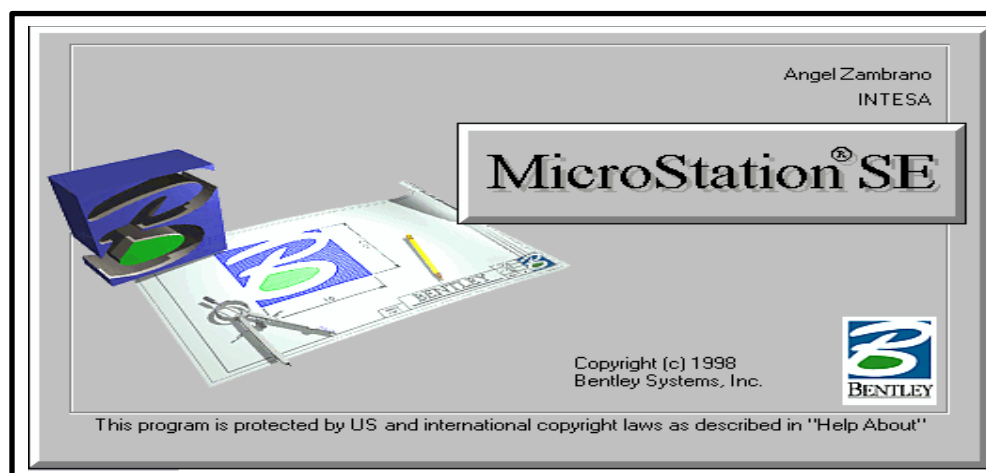 Angel Zambrano
INTESA
MicroStation® SE
BENTLEY
Copyright (c) 1998
Bentley Systems, Inc.
BENTLEY
This program is protected by US and international copyright laws as described in "Help About"